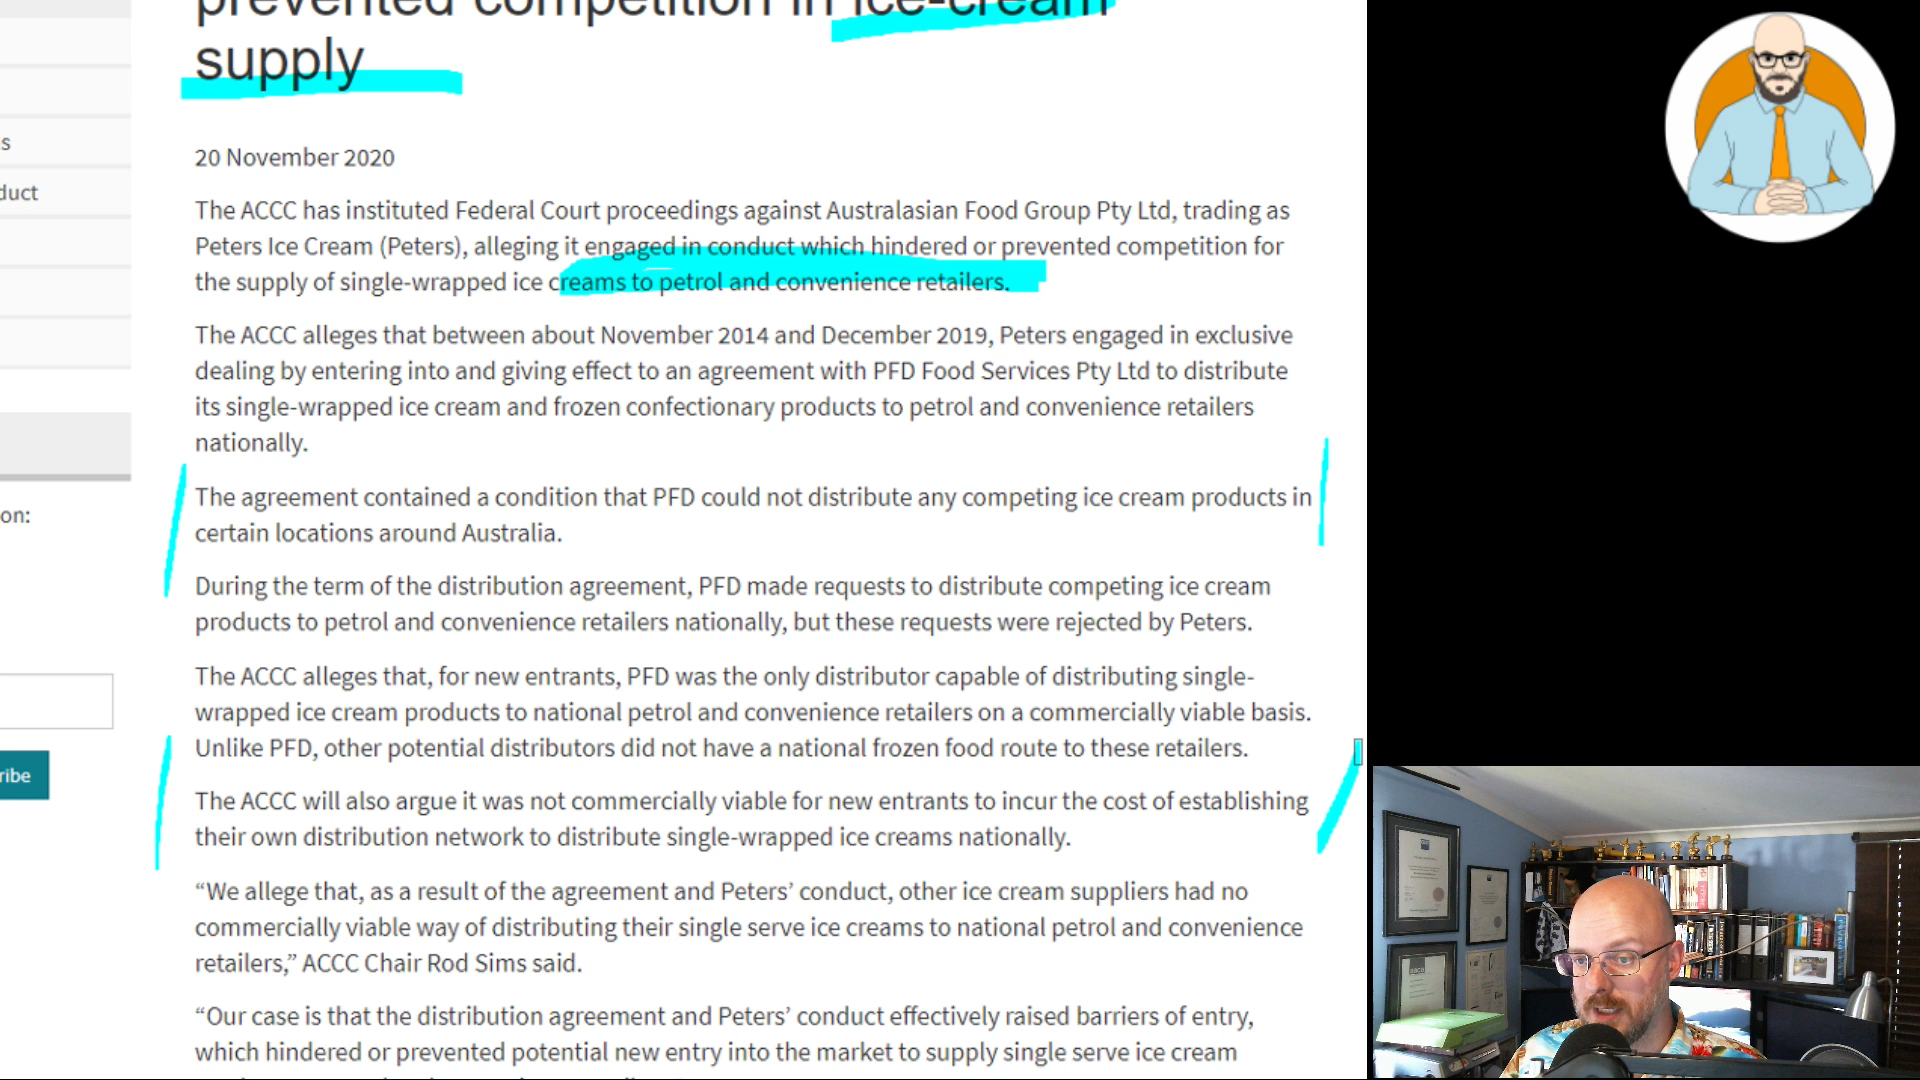 prevented competition in ice-cream
supply
20 November 2020
The ACCC has instituted Federal Court proceedings against Australasian Food Group Pty Ltd, trading as
Peters Ice Cream (Peters), alleging it engaged in conduct which hindered or prevented competition for
the supply of single-wrapped ice creams to petrol and convenience retailers.
The ACCC alleges that between about November 2014 and December 2019, Peters engaged in exclusive
dealing by entering into and giving effect to an agreement with PFD Food Services Pty Ltd to distribute
its single-wrapped ice cream and frozen confectionary products to petrol and convenience retailers
nationally.
The agreement contained a condition that PFD could not distribute any competing ice cream products in
certain locations around Australia.
During the term of the distribution agreement, PFD made requests to distribute competing ice cream
products to petrol and convenience retailers nationally, but these requests were rejected by Peters.
The ACCC alleges that, for new entrants, PFD was the only distributor capable of distributing single-
wrapped ice cream products to national petrol and convenience retailers on a commercially viable basis.
Unlike PFD, other potential distributors did not have a national frozen food route to these retailers.
The ACCC will also argue it was not commercially viable for new entrants to incur the cost of establishing
their own distribution network to distribute single-wrapped ice creams nationally.
“We allege that, as a result of the agreement and Peters’ conduct, other ice cream suppliers had no
commercially viable way of distributing their single serve ice creams to national petrol and convenience
retailers,” ACCC Chair Rod Sims said.
“Our case is that the distribution agreement and Peters’ conduct effectively raised barriers of entry,
which hindered or prevented potential new entry into the market to supply single serve ice cream
s
duct
on:
ribe